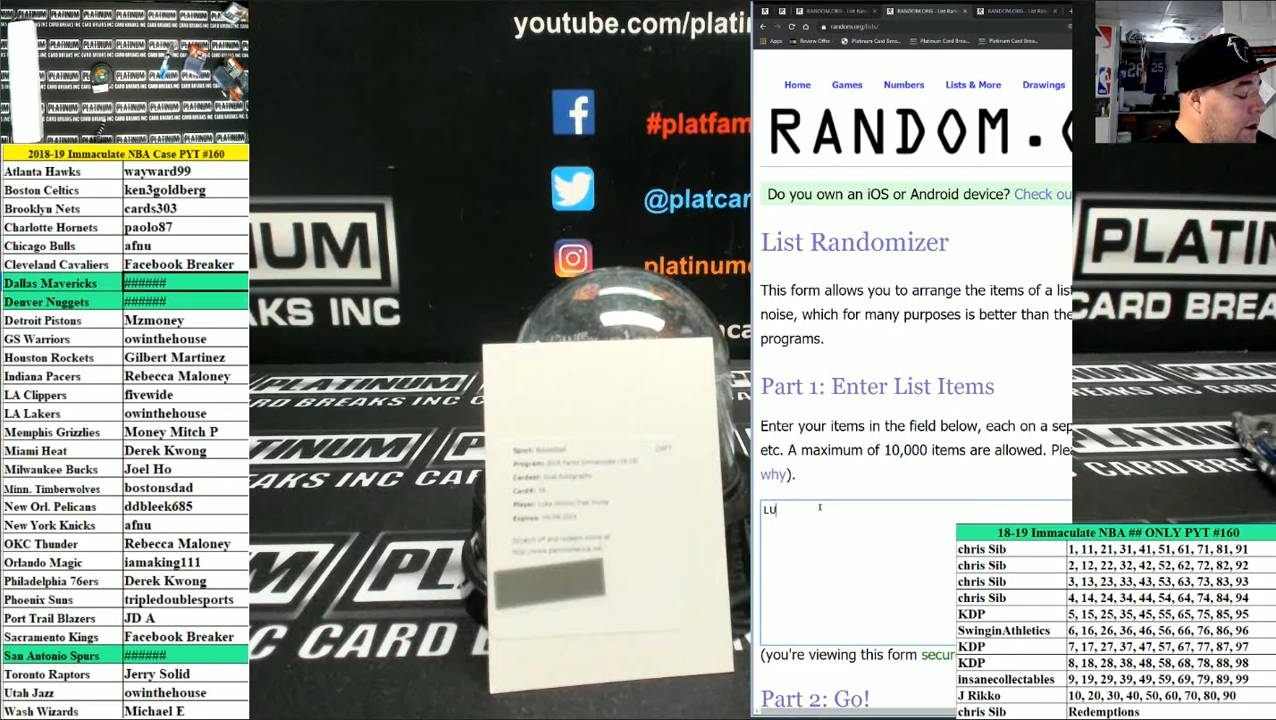 youtube.com/platin
#platfam
@platcar
platinumc
2018-19 Immaculate NBA Case PYT #160
Atlanta Hawks wayward99
Boston Celtics ken3goldberg
Brooklyn Nets cards303
Charlotte Hornets paolo87
Chicago Bulls afnu
Cleveland Cavaliers Facebook Breaker
Dallas Mavericks ######
Denver Nuggets ######
Detroit Pistons Mzmoney
GS Warriors owinthehouse
Houston Rockets Gilbert Martinez
Indiana Pacers Rebecca Maloney
LA Clippers fivewide
LA Lakers owinthehouse
Memphis Grizzlies Money Mitch P
Miami Heat Derek Kwong
Milwaukee Bucks Joel Ho
Minn. Timberwolves bostonsdad
New Orl. Pelicans ddbleek685
New York Knicks afnu
OKC Thunder Rebecca Maloney
Orlando Magic iamaking111
Philadelphia 76ers Derek Kwong
Phoenix Suns tripledoublesports
Port Trail Blazers JD A
Sacramento Kings Facebook Breaker
San Antonio Spurs ######
Toronto Raptors Jerry Solid
Utah Jazz owinthehouse
Wash Wizards Michael E
random.org/lists/
Home Games Numbers Lists & More Drawings
RANDOM.
Do you own an iOS or Android device? Check ou
List Randomizer
This form allows you to arrange the items of a list
noise, which for many purposes is better than the
programs.
Part 1: Enter List Items
Enter your items in the field below, each on a sep
etc. A maximum of 10,000 items are allowed. Plea
why).
LU
(you're viewing this form secur
Part 2: Go!
18-19 Immaculate NBA ## ONLY PYT #160
chris Sib 1, 11, 21, 31, 41, 51, 61, 71, 81, 91
chris Sib 2, 12, 22, 32, 42, 52, 62, 72, 82, 92
chris Sib 3, 13, 23, 33, 43, 53, 63, 73, 83, 93
chris Sib 4, 14, 24, 34, 44, 54, 64, 74, 84, 94
KDP 5, 15, 25, 35, 45, 55, 65, 75, 85, 95
SwinginAthletics 6, 16, 26, 36, 46, 56, 66, 76, 86, 96
KDP 7, 17, 27, 37, 47, 57, 67, 77, 87, 97
KDP 8, 18, 28, 38, 48, 58, 68, 78, 88, 98
insanecollectables 9, 19, 29, 39, 49, 59, 69, 79, 89, 99
J Rikko 10, 20, 30, 40, 50, 60, 70, 80, 90
chris Sib Redemptions
PLATIN
CARD BREAK
PLATINUM
CARD BREAKS INC